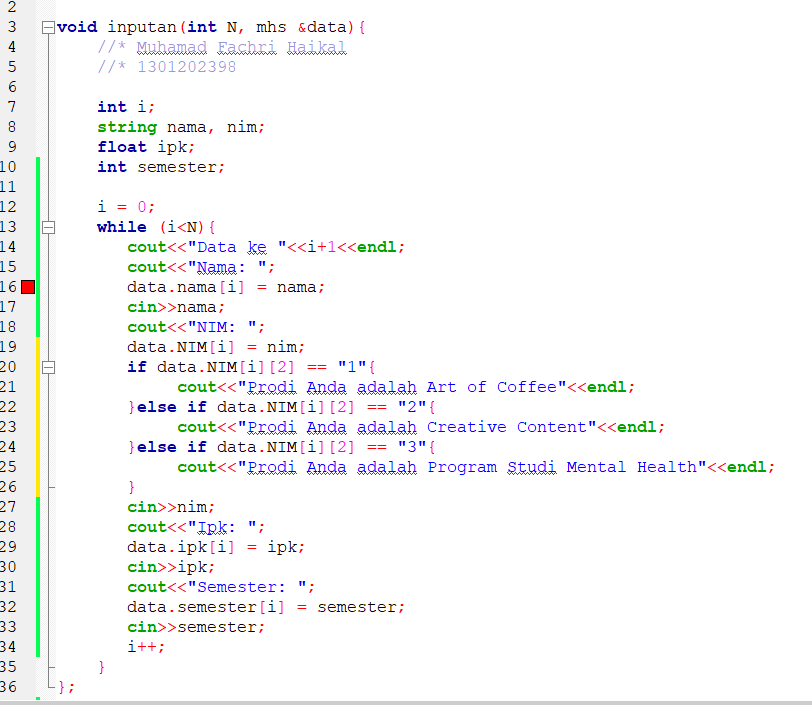 2
3 void inputan(int N, mhs &data){
4 //* Muhamad Fachri Haikal
5 //* 1301202398
6
7 int i;
8 string nama, nim;
9 float ipk;
10 int semester;
11
12 i = 0;
13 while (i<N){
14 cout<<"Data ke "<<i+1<<endl;
15 cout<<"Nama: ";
16 data.nama[i] = nama;
17 cin>>nama;
18 cout<<"NIM: ";
19 data.NIM[i] = nim;
20 if data.NIM[i][2] == "1"{
21 cout<<"Prodi Anda adalah Art of Coffee"<<endl;
22 }else if data.NIM[i][2] == "2"{
23 cout<<"Prodi Anda adalah Creative Content"<<endl;
24 }else if data.NIM[i][2] == "3"{
25 cout<<"Prodi Anda adalah Program Studi Mental Health"<<endl;
26 }
27 cin>>nim;
28 cout<<"Ipk: ";
29 data.ipk[i] = ipk;
30 cin>>ipk;
31 cout<<"Semester: ";
32 data.semester[i] = semester;
33 cin>>semester;
34 i++;
35 }
36 };